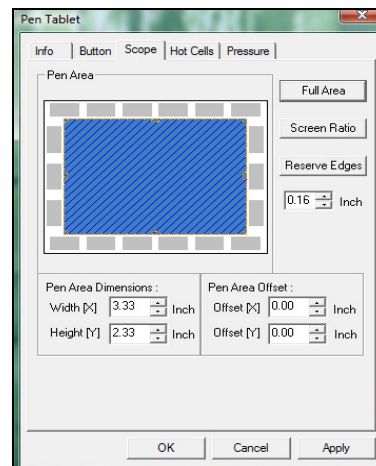 Pen Tablet
Info Button Scope Hot Cells Pressure
Pen Area
Full Area
Screen Ratio
Reserve Edges
0.16 Inch
Pen Area Dimensions :
Width [X] 3.33 Inch
Height [Y] 2.33 Inch
Pen Area Offset :
Offset [X] 0.00 Inch
Offset [Y] 0.00 Inch
OK Cancel Apply